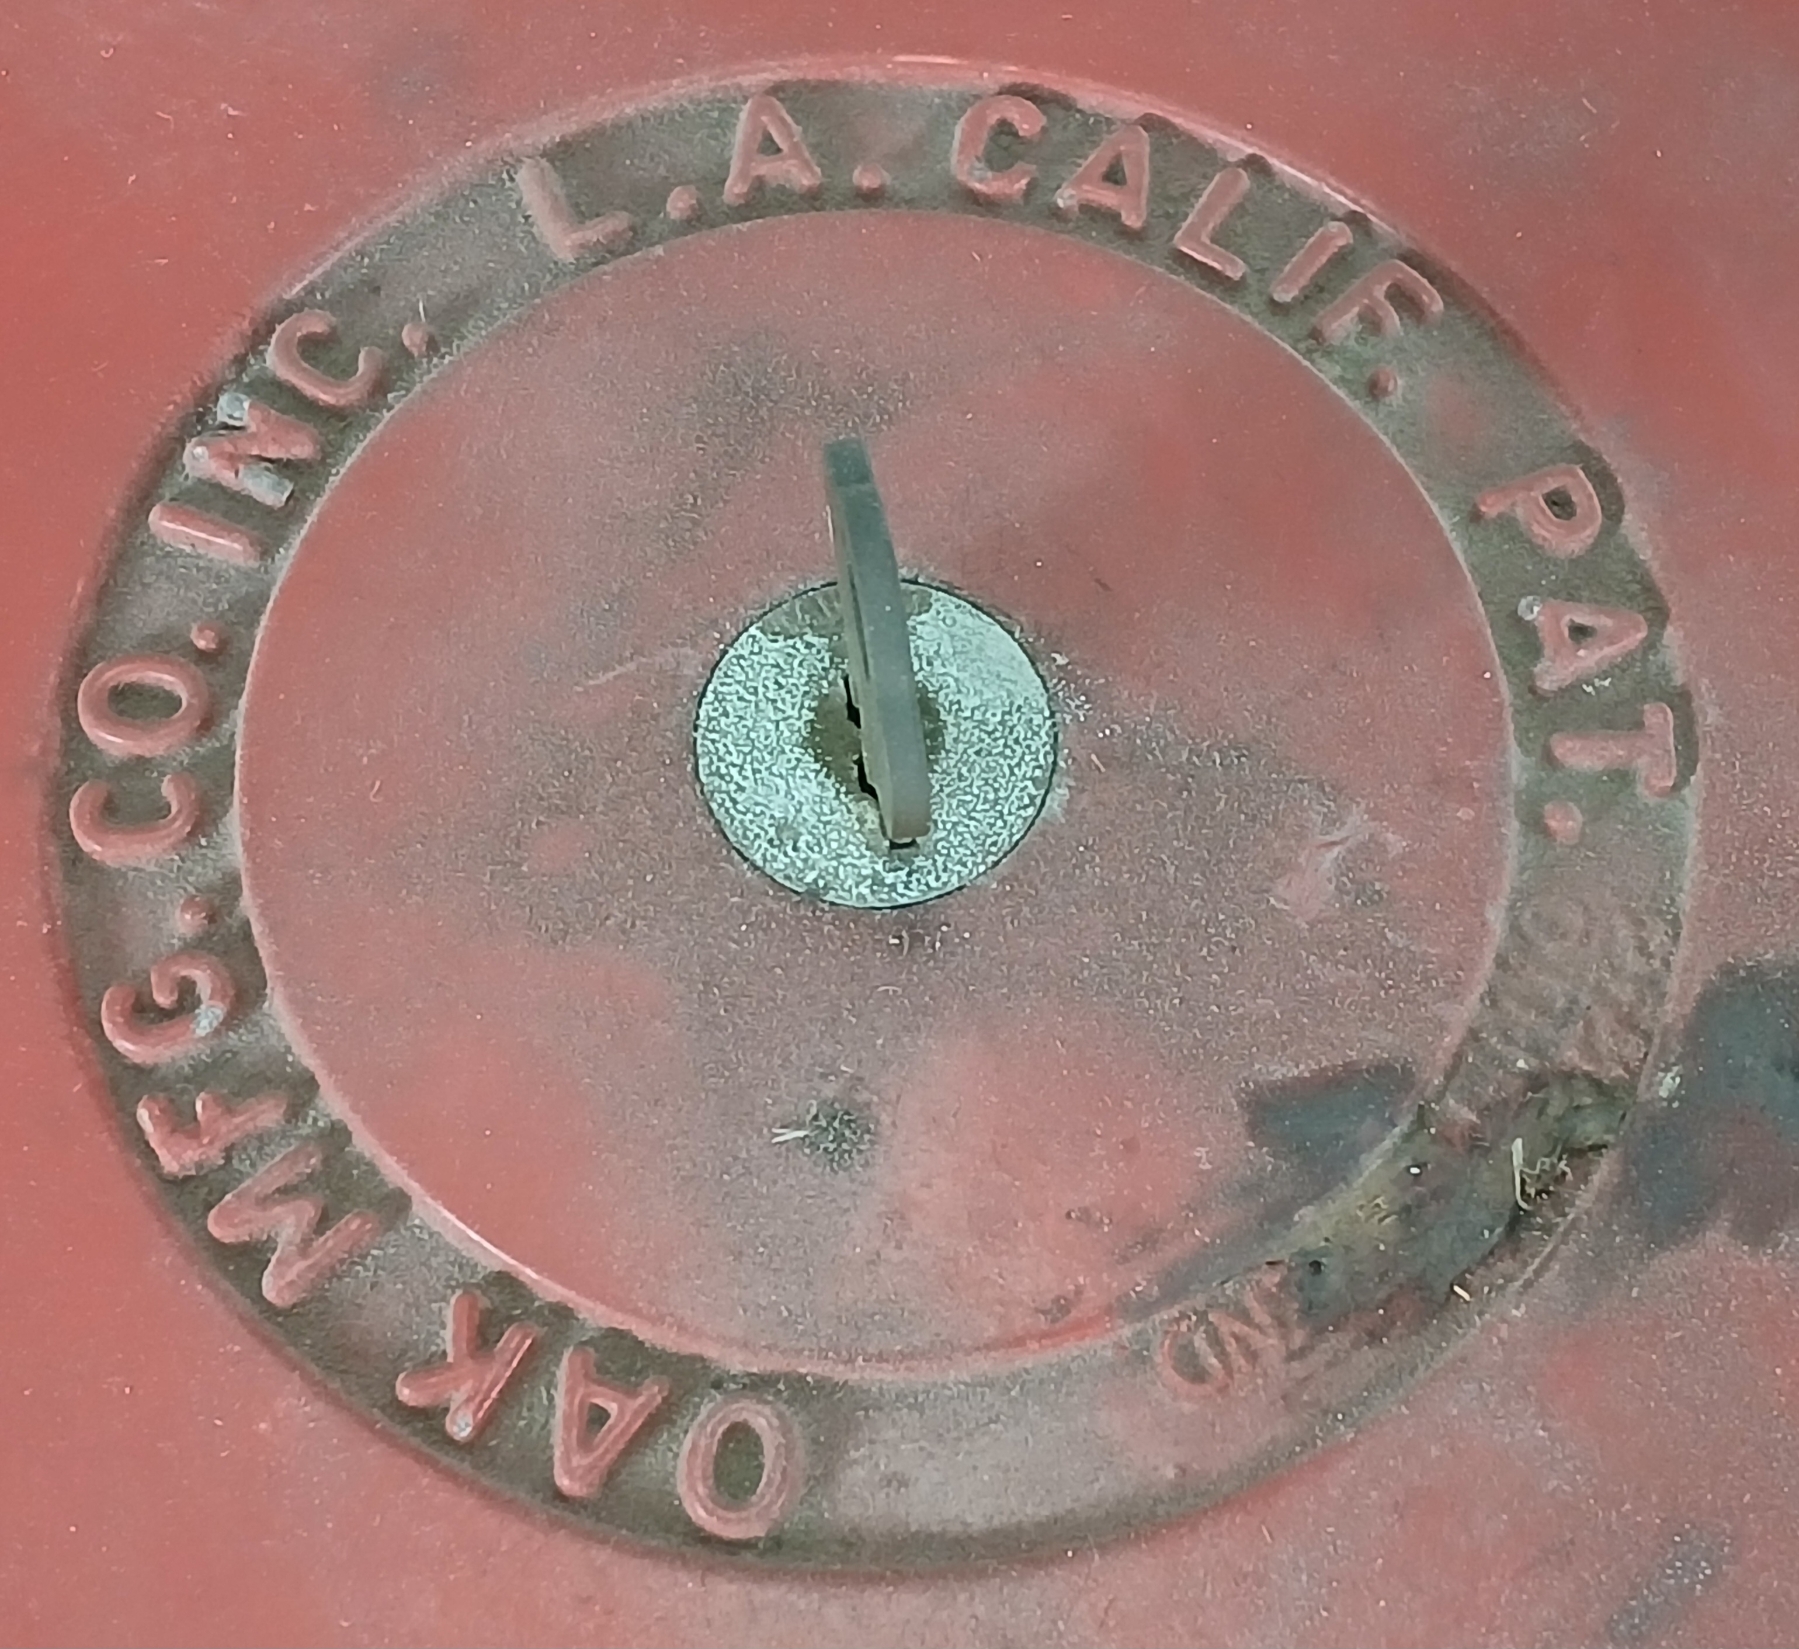 OAK MFG. CO. INC. L.A. CALIF. PAT.